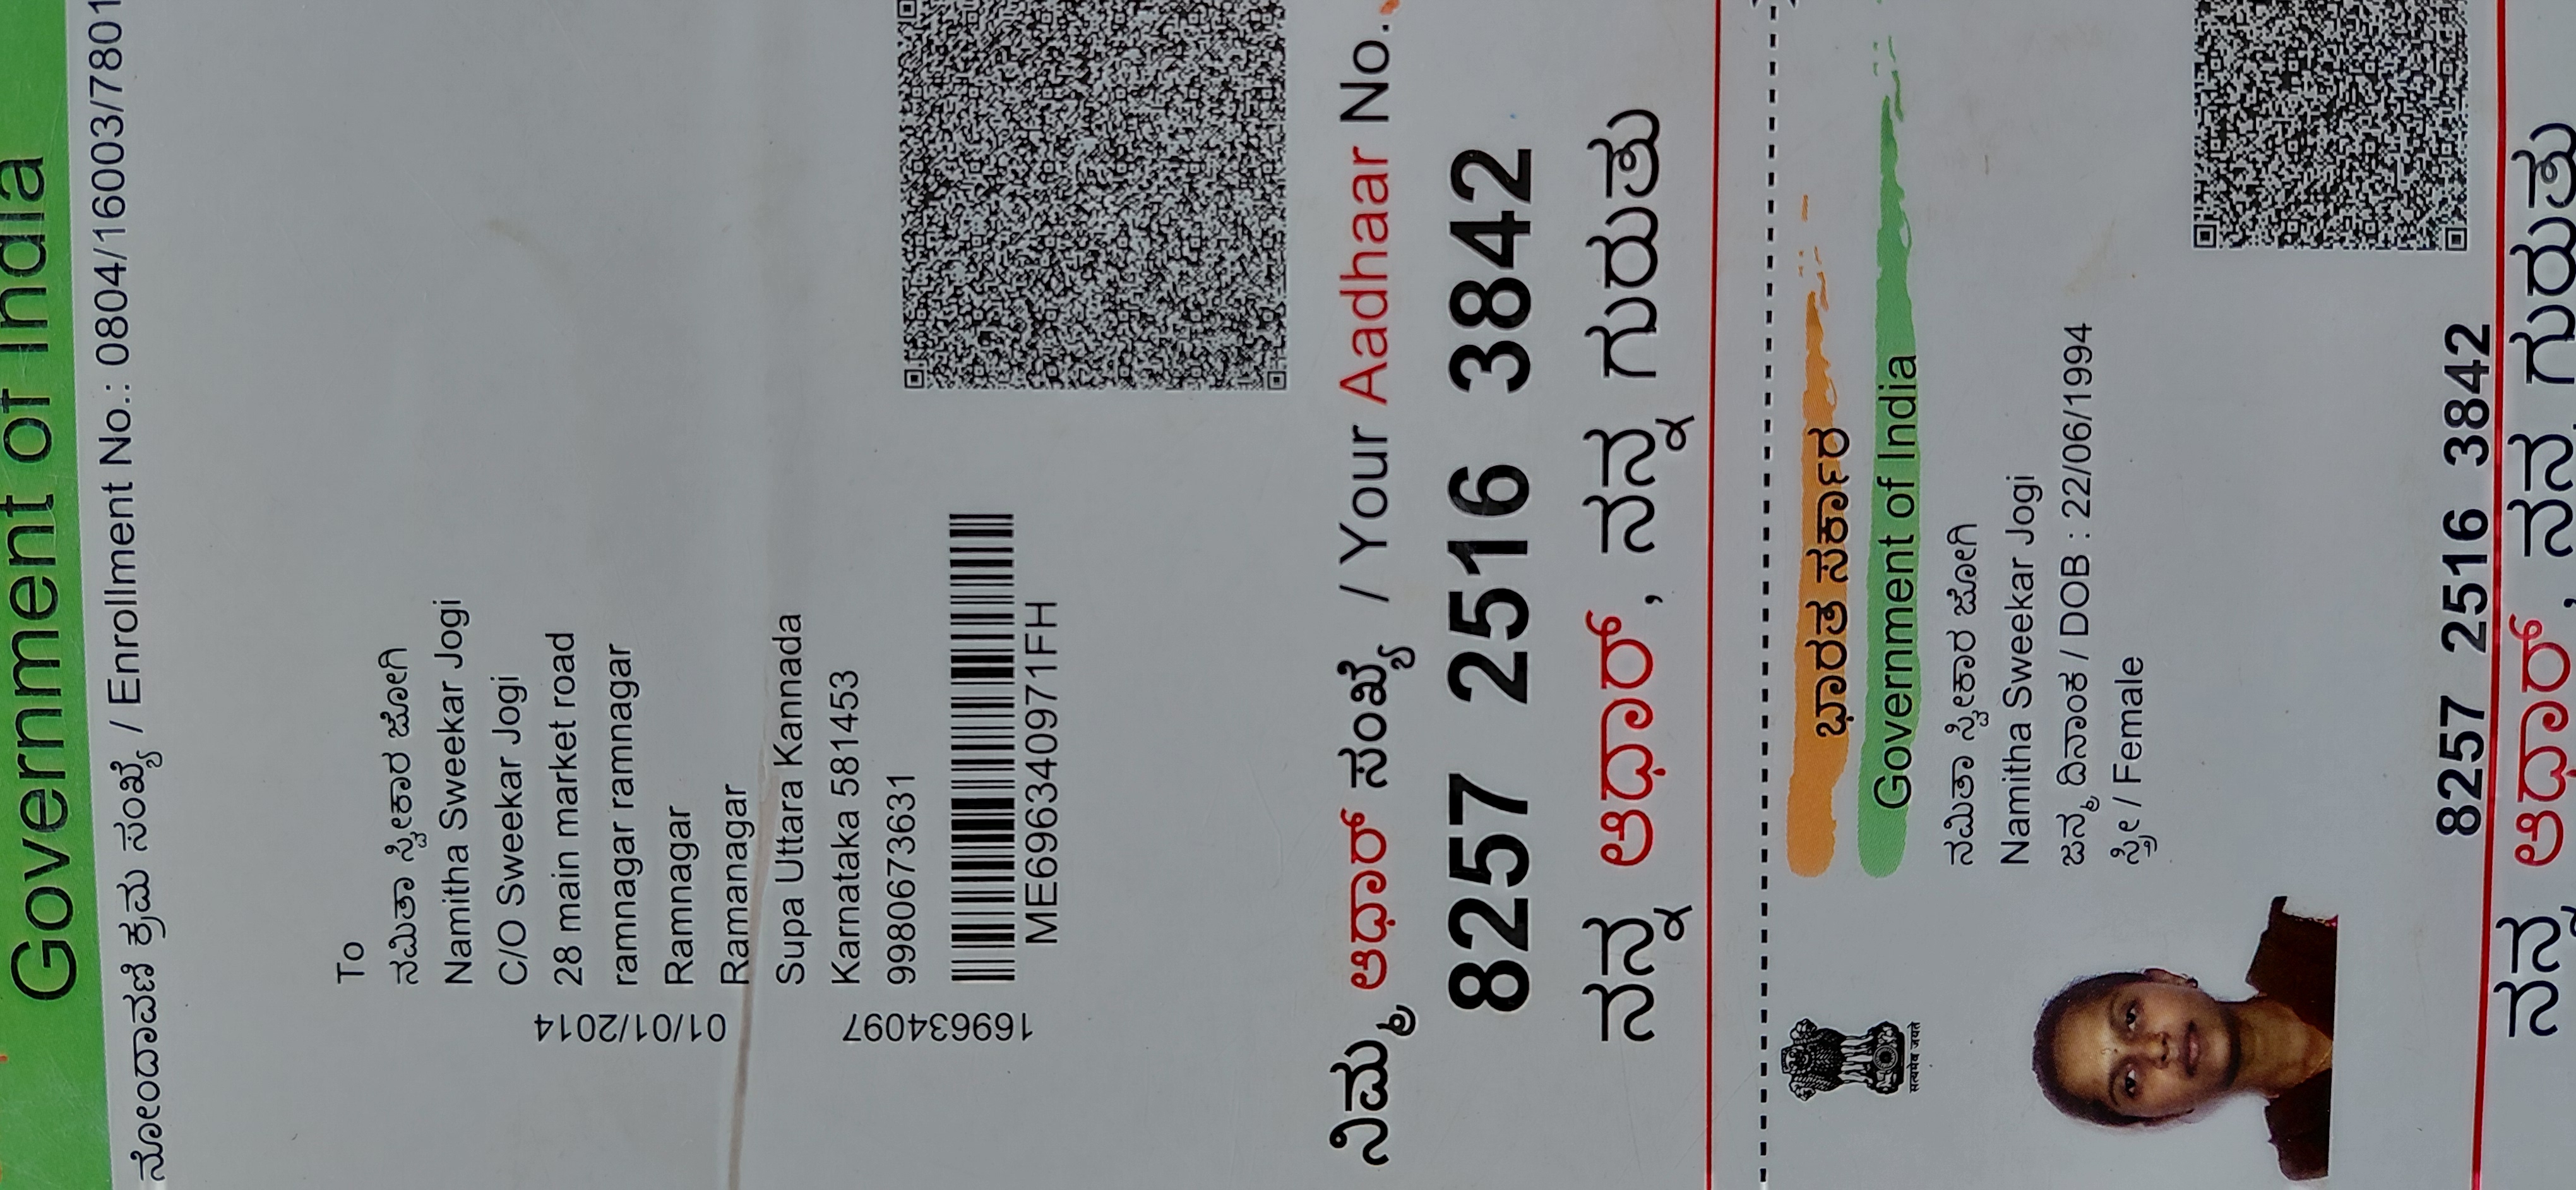 Government of India
ನೋಂದಾವಣಿ ಕ್ರಮ ಸಂಖ್ಯೆ / Enrollment No.: 0804/16003/7801
To
ನಮಿತಾ ಸ್ವೀಕಾರ ಜೋಗಿ
Namitha Sweekar Jogi
C/O Sweekar Jogi
28 main market road
ramnagar ramnagar
Ramnagar
Ramanagar
Supa Uttara Kannada
Karnataka 581453
9980673631
01/01/2014
169634097
ME696340971FH
ನಿಮ್ಮ ಆಧಾರ್ ಸಂಖ್ಯೆ / Your Aadhaar No.
8257 2516 3842
ನನ್ನ ಆಧಾರ್, ನನ್ನ ಗುರುತು
ಭಾರತ ಸರ್ಕಾರ
Government of India
सत्यमेव जयते
ನಮಿತಾ ಸ್ವೀಕಾರ ಜೋಗಿ
Namitha Sweekar Jogi
ಜನ್ಮ ದಿನಾಂಕ / DOB : 22/06/1994
ಸ್ತ್ರೀ / Female
8257 2516 3842
ನನ್ನ ಆಧಾರ್, ನನ್ನ ಗುರುತು